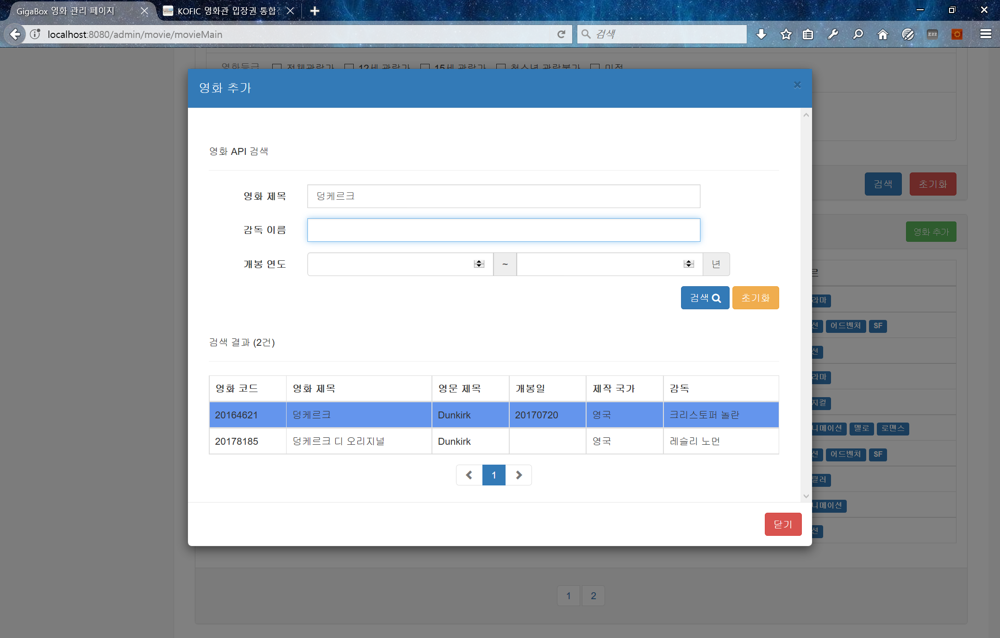 GigaBox 영화 관리 페이지
KOFIC 영화관 입장권 통합
localhost:8080/admin/movie/movieMain
검색
영화등급 전체관람가 12세 관람가 15세 관람가 청소년 관람불가 미정
영화 추가
영화 API 검색
영화 제목 덩케르크
감독 이름
개봉 연도 ~ 년
검색 초기화
검색 결과 (2건)
영화 코드 영화 제목 영문 제목 개봉일 제작 국가 감독
20164621 덩케르크 Dunkirk 20170720 영국 크리스토퍼 놀란
20178185 덩케르크 디 오리지널 Dunkirk 영국 레슬리 노먼
1
닫기
검색 초기화
영화 추가
르
라마
션 어드벤처 SF
션
라마
지컬
니메이션 멜로 로맨스
션 어드벤처 SF
릴러
니메이션
션
1 2